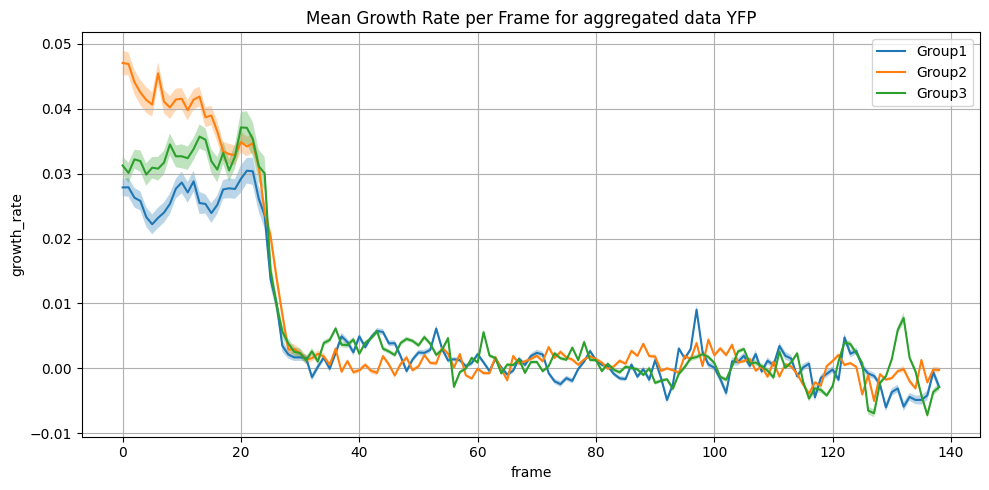 Mean Growth Rate per Frame for aggregated data YFP
Group1
Group2
Group3
growth_rate
0.05
0.04
0.03
0.02
0.01
0.00
−0.01
0 20 40 60 80 100 120 140
frame